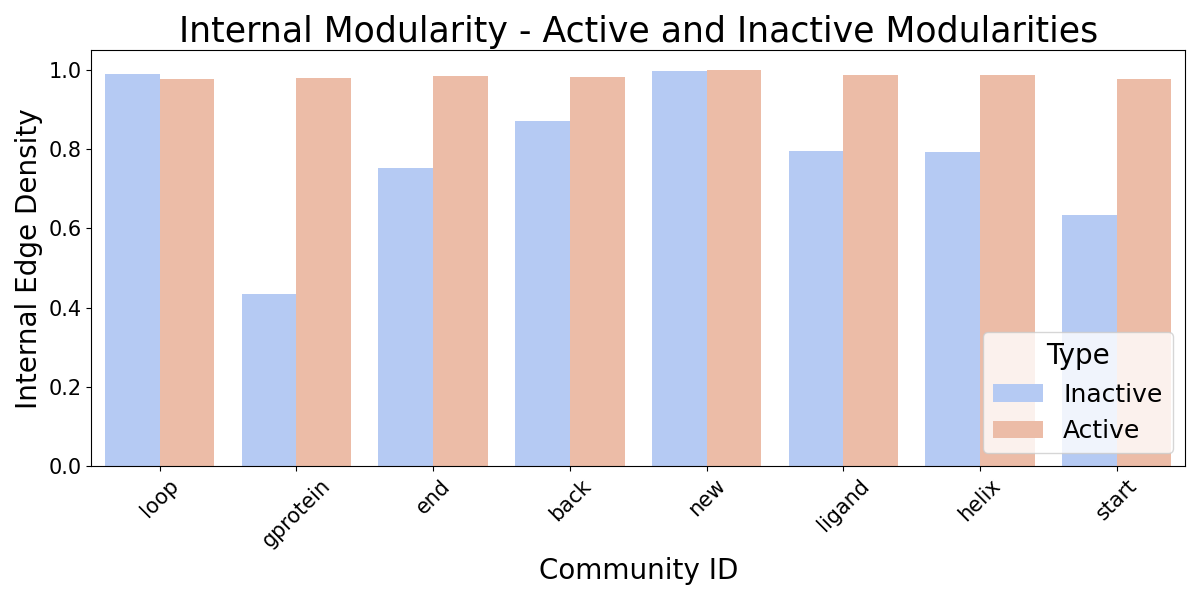 Internal Modularity - Active and Inactive Modularities
Internal Edge Density
1.0
0.8
0.6
0.4
0.2
0.0
Type
Inactive
Active
loop
gprotein
end
back
new
ligand
helix
start
Community ID